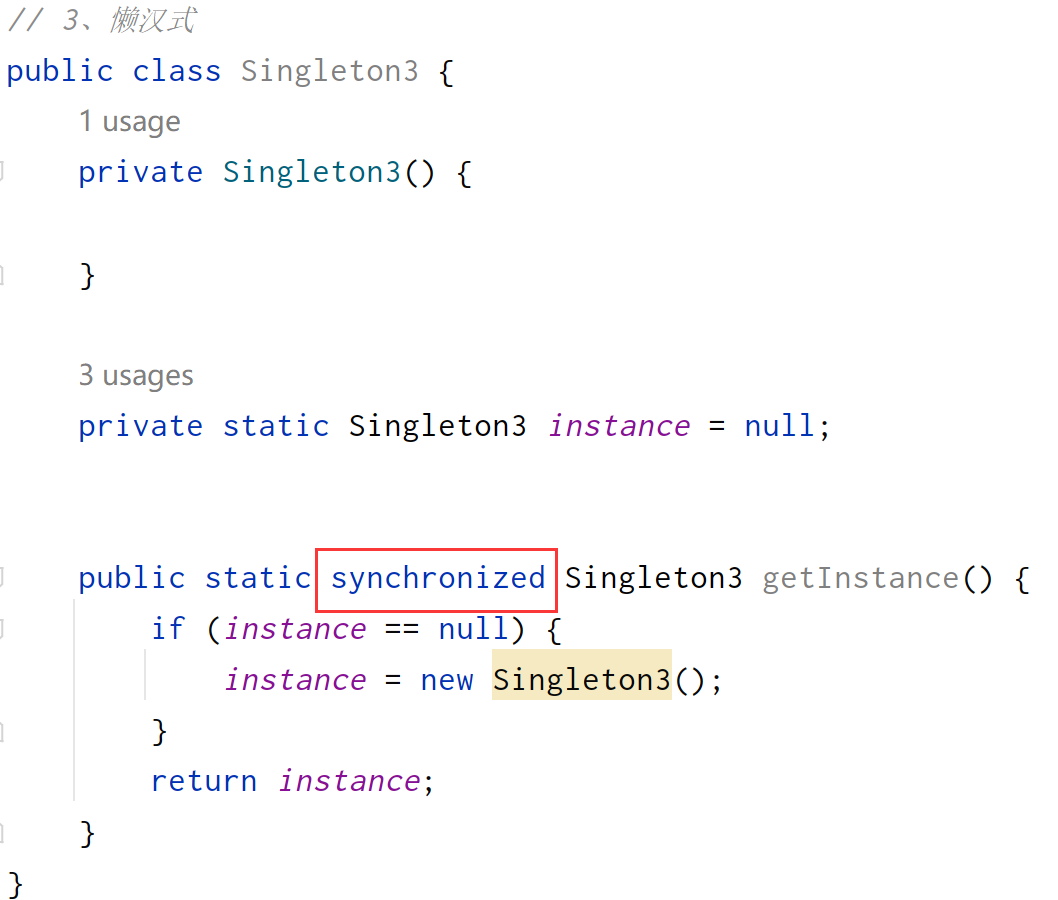 // 3、懒汉式
public class Singleton3 {
1 usage
private Singleton3() {
}
3 usages
private static Singleton3 instance = null;
public static synchronized Singleton3 getInstance() {
if (instance == null) {
instance = new Singleton3();
}
return instance;
}
}